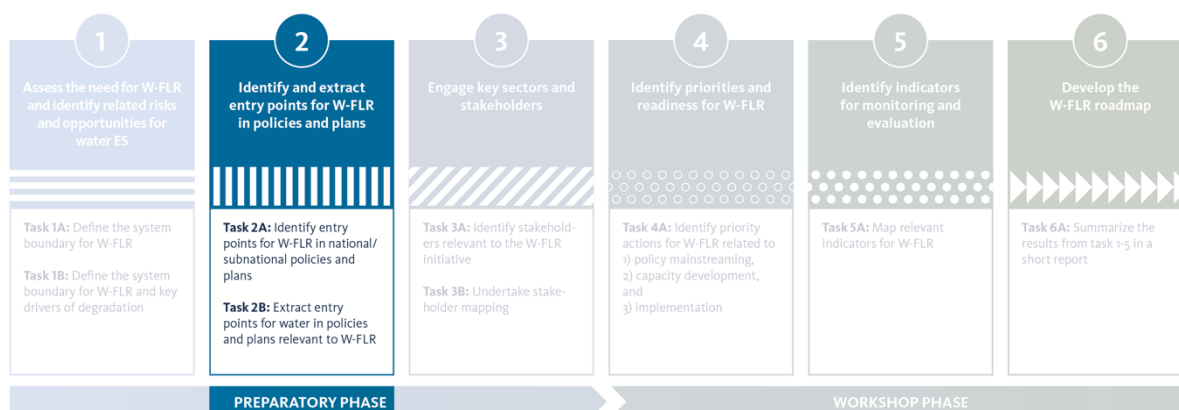 1
Assess the need for W-FLR
and identify related risks
and opportunities for
water ES
Task 1A: Define the system
boundary for W-FLR
Task 1B: Define the system
boundary for W-FLR and key
drivers of degradation
2
Identify and extract
entry points for W-FLR
in policies and plans
Task 2A: Identify entry
points for W-FLR in national/
subnational policies and
plans
Task 2B: Extract entry
points for water in policies
and plans relevant to W-FLR
3
Engage key sectors and
stakeholders
Task 3A: Identify stakehold-
ers relevant to the W-FLR
initiative
Task 3B: Undertake stake-
holder mapping
4
Identify priorities and
readiness for W-FLR
Task 4A: Identify priority
actions for W-FLR related to
1) policy mainstreaming,
2) capacity development,
and
3) implementation
5
Identify indicators
for monitoring and
evaluation
Task 5A: Map relevant
indicators for W-FLR
6
Develop the
W-FLR roadmap
Task 6A: Summarize the
results from task 1-5 in a
short report
PREPARATORY PHASE
WORKSHOP PHASE